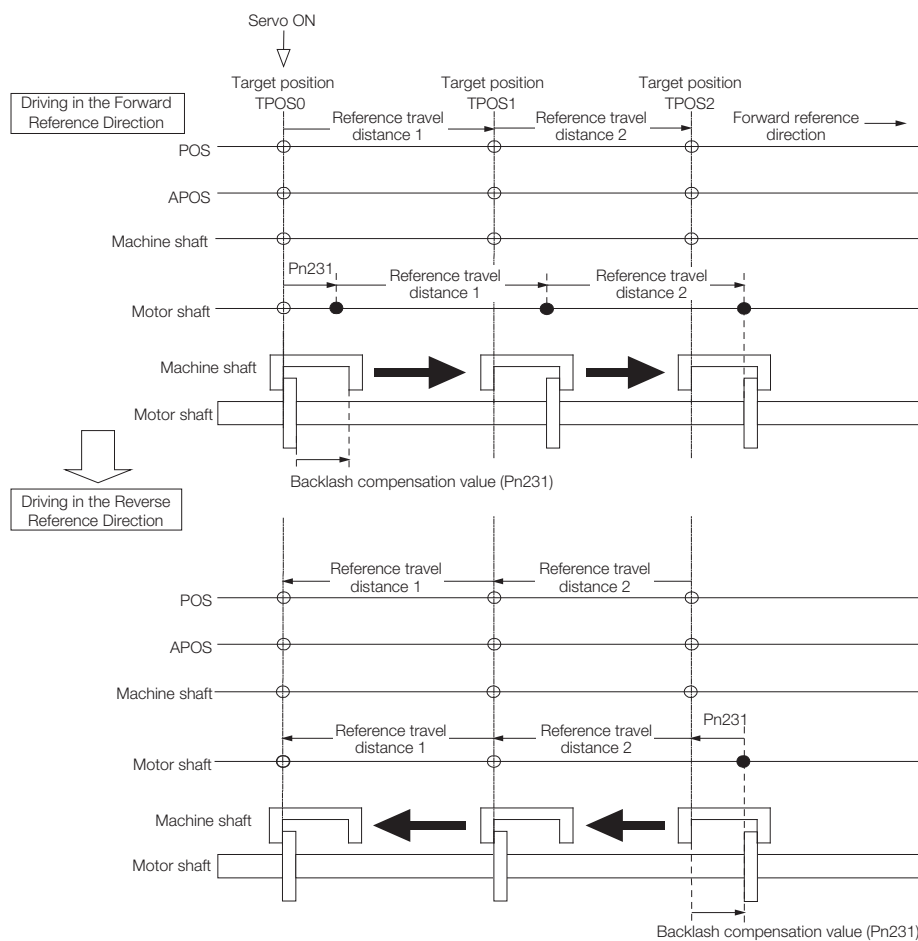 Servo ON
Target position
TPOS0
Target position
TPOS1
Target position
TPOS2
Driving in the Forward
Reference Direction
Reference travel
distance 1
Reference travel
distance 2
Forward reference
direction
POS
APOS
Machine shaft
Pn231
Reference travel
distance 1
Reference travel
distance 2
Motor shaft
Machine shaft
Motor shaft
Backlash compensation value (Pn231)
Driving in the Reverse
Reference Direction
Reference travel
distance 1
Reference travel
distance 2
POS
APOS
Machine shaft
Reference travel
distance 1
Reference travel
distance 2
Pn231
Motor shaft
Machine shaft
Motor shaft
Backlash compensation value (Pn231)